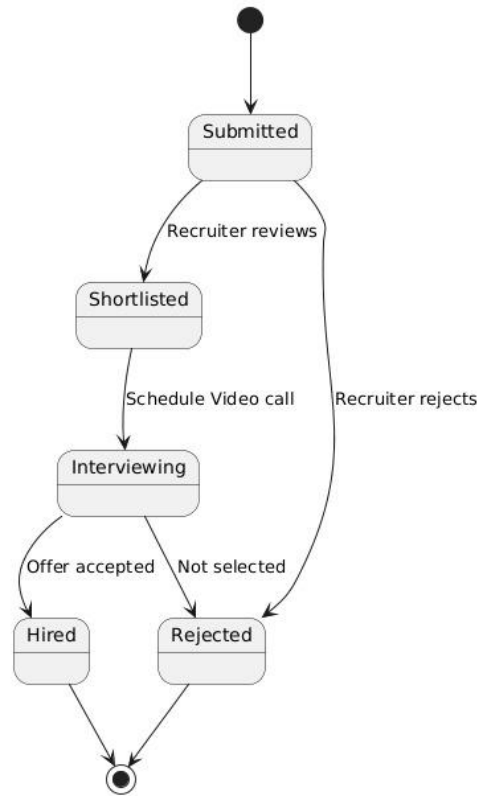 Submitted
Recruiter reviews
Shortlisted
Schedule Video call
Recruiter rejects
Interviewing
Offer accepted
Not selected
Hired
Rejected